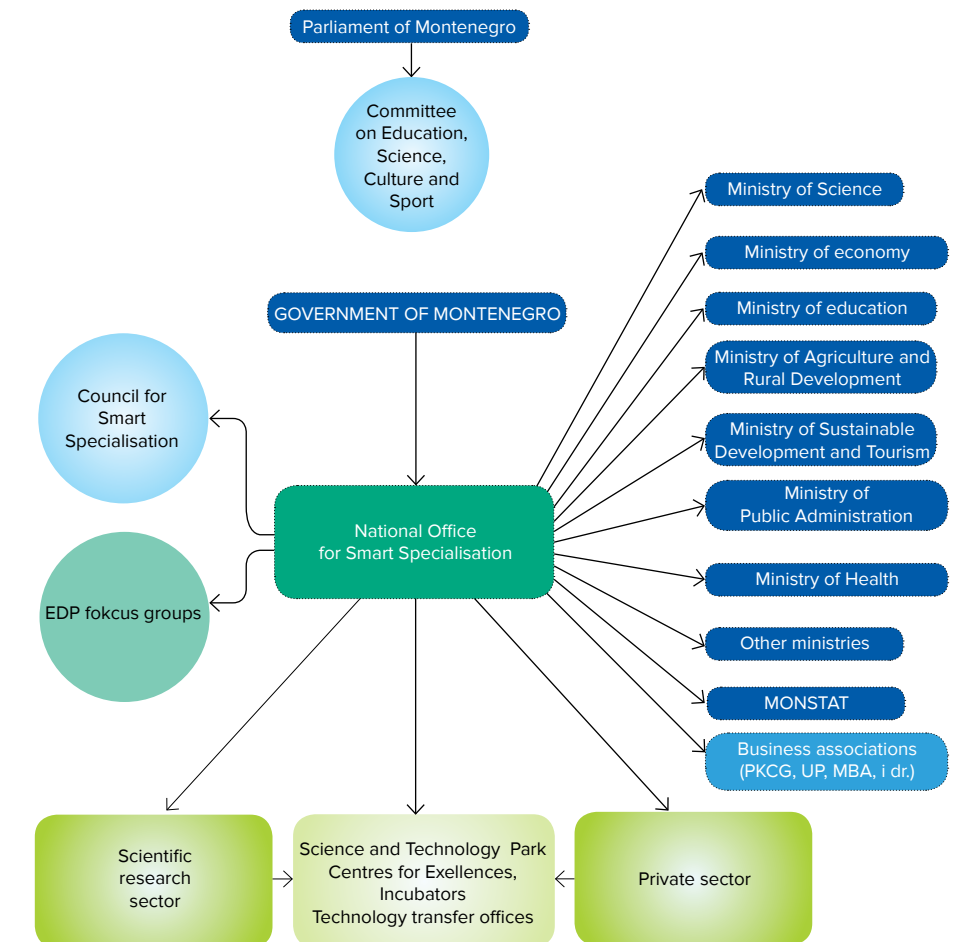 Parliament of Montenegro
Committee
on Education,
Science,
Culture and
Sport
Ministry of Science
Ministry of economy
GOVERNMENT OF MONTENEGRO
Ministry of education
Ministry of Agriculture and
Rural Development
Council for
Smart
Specialisation
Ministry of Sustainable
Development and Tourism
Ministry of
Public Administration
National Office
for Smart Specialisation
Ministry of Health
EDP fokcus groups
Other ministries
MONSTAT
Business associations
(PKCG, UP, MBA, i dr.)
Scientific
research
sector
Science and Technology Park
Centres for Exellences,
Incubators
Technology transfer offices
Private sector